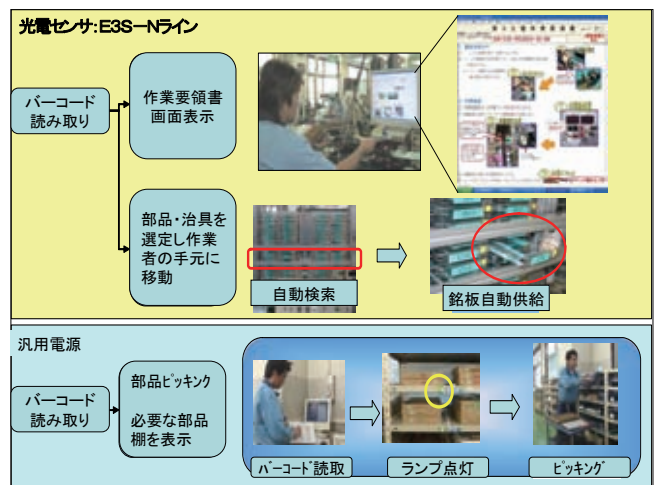 光電センサ:E3S－Nライン
バーコード
読み取り
作業要領書
画面表示
部品・治具を
選定し作業
者の手元に
移動
自動検索
銘板自動供給
汎用電源
バーコード
読み取り
部品ﾋﾟｯｷﾝｸﾞ
必要な部品
棚を表示
ﾊﾞｰｺｰﾄﾞ読取
ランプ点灯
ﾋﾟｯｷﾝｸﾞ